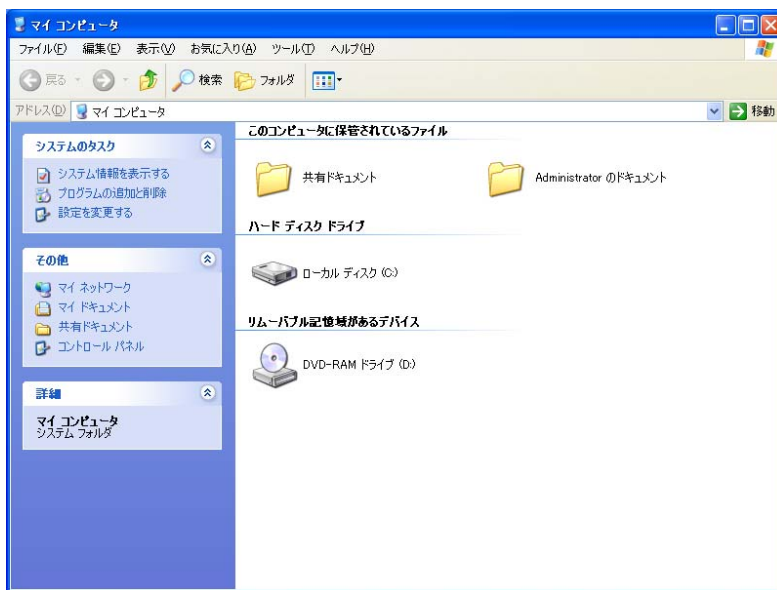 マイ コンピュータ
ファイル(F) 編集(E) 表示(V) お気に入り(A) ツール(T) ヘルプ(H)
戻る 検索 フォルダ
アドレス(D) マイ コンピュータ 移動
システムのタスク
システム情報を表示する
プログラムの追加と削除
設定を変更する
その他
マイ ネットワーク
マイ ドキュメント
共有ドキュメント
コントロール パネル
詳細
マイ コンピュータ
システム フォルダ
このコンピュータに保管されているファイル
共有ドキュメント Administrator のドキュメント
ハード ディスク ドライブ
ローカル ディスク (C:)
リムーバブル記憶域があるデバイス
DVD-RAM ドライブ (D:)